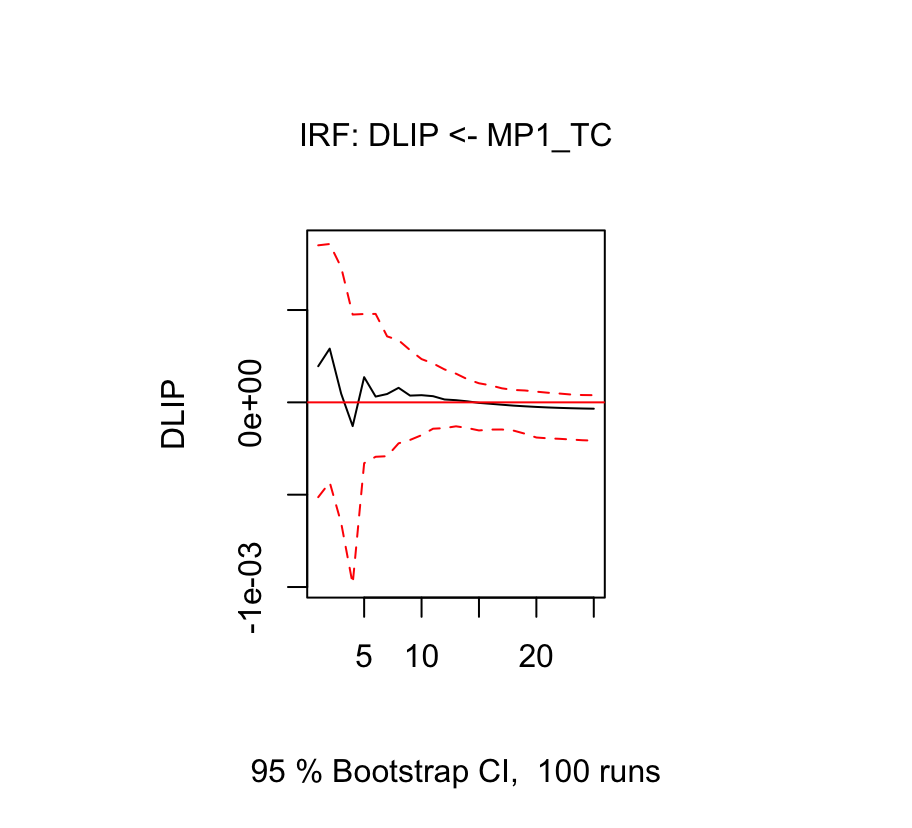 IRF: DLIP <- MP1_TC
DLIP
0e+00
-1e-03
5 10 20
95 % Bootstrap CI,  100 runs